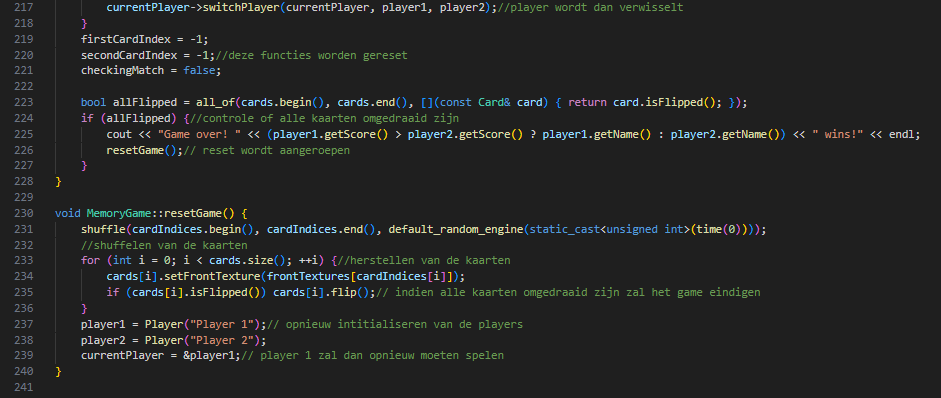 217 currentPlayer->switchPlayer(currentPlayer, player1, player2);//player wordt dan verwisselt
218 }
219 firstCardIndex = -1;
220 secondCardIndex = -1;//deze functies worden gereset
221 checkingMatch = false;
222
223 bool allFlipped = all_of(cards.begin(), cards.end(), [](const Card& card) { return card.isFlipped(); });
224 if (allFlipped) {//controle of alle kaarten omgedraaid zijn
225 cout << "Game over! " << (player1.getScore() > player2.getScore() ? player1.getName() : player2.getName()) << " wins!" << endl;
226 resetGame();// reset wordt aangeroepen
227 }
228 }
229
230 void MemoryGame::resetGame() {
231 shuffle(cardIndices.begin(), cardIndices.end(), default_random_engine(static_cast<unsigned int>(time(0))));
232 //shuffelen van de kaarten
233 for (int i = 0; i < cards.size(); ++i) {//herstellen van de kaarten
234 cards[i].setFrontTexture(frontTextures[cardIndices[i]]);
235 if (cards[i].isFlipped()) cards[i].flip();// indien alle kaarten omgedraaid zijn zal het game eindigen
236 }
237 player1 = Player("Player 1");// opnieuw intitialiseren van de players
238 player2 = Player("Player 2");
239 currentPlayer = &player1;// player 1 zal dan opnieuw moeten spelen
240 }
241